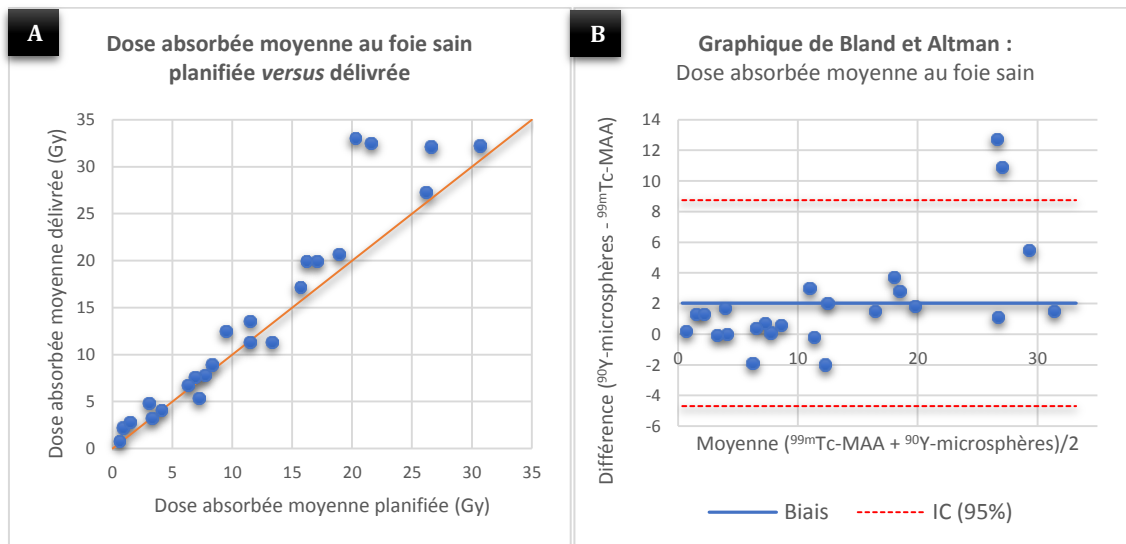 A
Dose absorbée moyenne au foie sain
planifiée versus délivrée
Dose absorbée moyenne délivrée (Gy)
35
30
25
20
15
10
5
0
0 5 10 15 20 25 30 35
Dose absorbée moyenne planifiée (Gy)
B
Graphique de Bland et Altman :
Dose absorbée moyenne au foie sain
Différence (⁹⁰Y-microsphères - ⁹⁹ᵐTc-MAA)
14
12
10
8
6
4
2
0
-2
-4
-6
0 10 20 30
Moyenne (⁹⁹ᵐTc-MAA + ⁹⁰Y-microsphères)/2
Biais IC (95%)